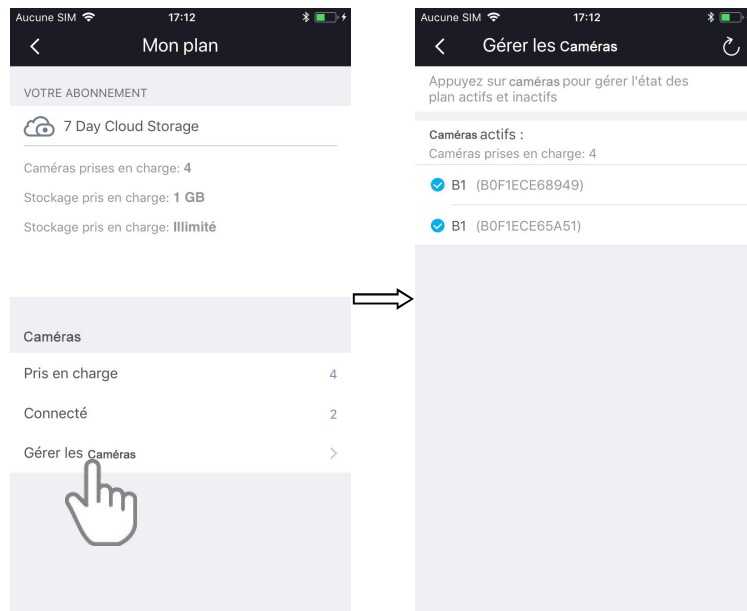 Aucune SIM 17:12
Mon plan
VOTRE ABONNEMENT
7 Day Cloud Storage
Caméras prises en charge: 4
Stockage pris en charge: 1 GB
Stockage pris en charge: Illimité
Caméras
Pris en charge 4
Connecté 2
Gérer les Caméras
Aucune SIM 17:12
Gérer les Caméras
Appuyez sur caméras pour gérer l'état des
plan actifs et inactifs
Caméras actifs :
Caméras prises en charge: 4
B1 (B0F1ECE68949)
B1 (B0F1ECE65A51)